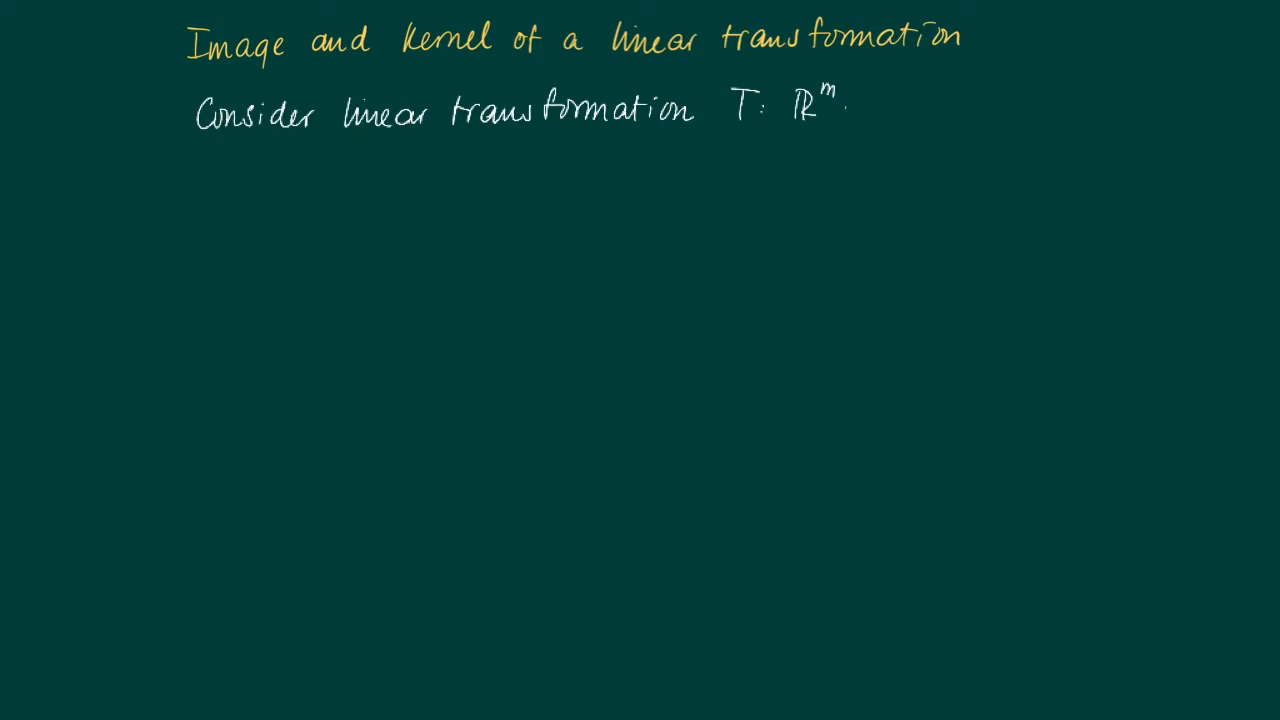 Image and Kernel of a linear transformation
Consider linear transformation T: ℝᵐ